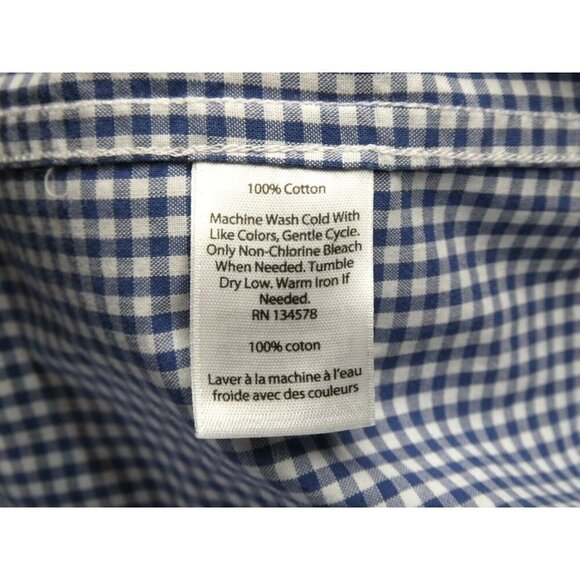 100% Cotton
Machine Wash Cold With
Like Colors, Gentle Cycle.
Only Non-Chlorine Bleach
When Needed. Tumble
Dry Low. Warm Iron If
Needed.
RN 134578
100% coton
Laver à la machine à l'eau
froide avec des couleurs